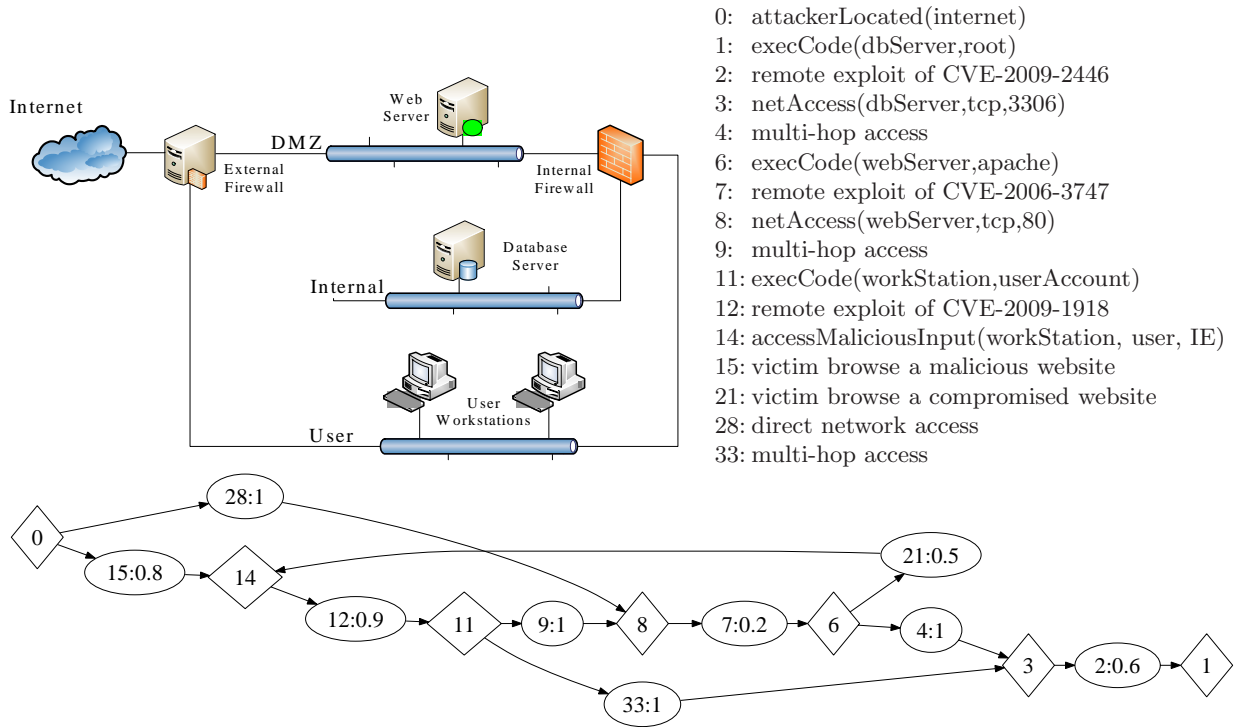 Internet
External
Firewall
DMZ
Web
Server
Internal
Firewall
Internal
Database
Server
User
Workstations
User
0: attackerLocated(internet)
1: execCode(dbServer,root)
2: remote exploit of CVE-2009-2446
3: netAccess(dbServer,tcp,3306)
4: multi-hop access
6: execCode(webServer,apache)
7: remote exploit of CVE-2006-3747
8: netAccess(webServer,tcp,80)
9: multi-hop access
11: execCode(workStation,userAccount)
12: remote exploit of CVE-2009-1918
14: accessMaliciousInput(workStation, user, IE)
15: victim browse a malicious website
21: victim browse a compromised website
28: direct network access
33: multi-hop access
0
28:1
15:0.8
14
12:0.9
11
9:1
33:1
8
7:0.2
6
21:0.5
4:1
3
2:0.6
1